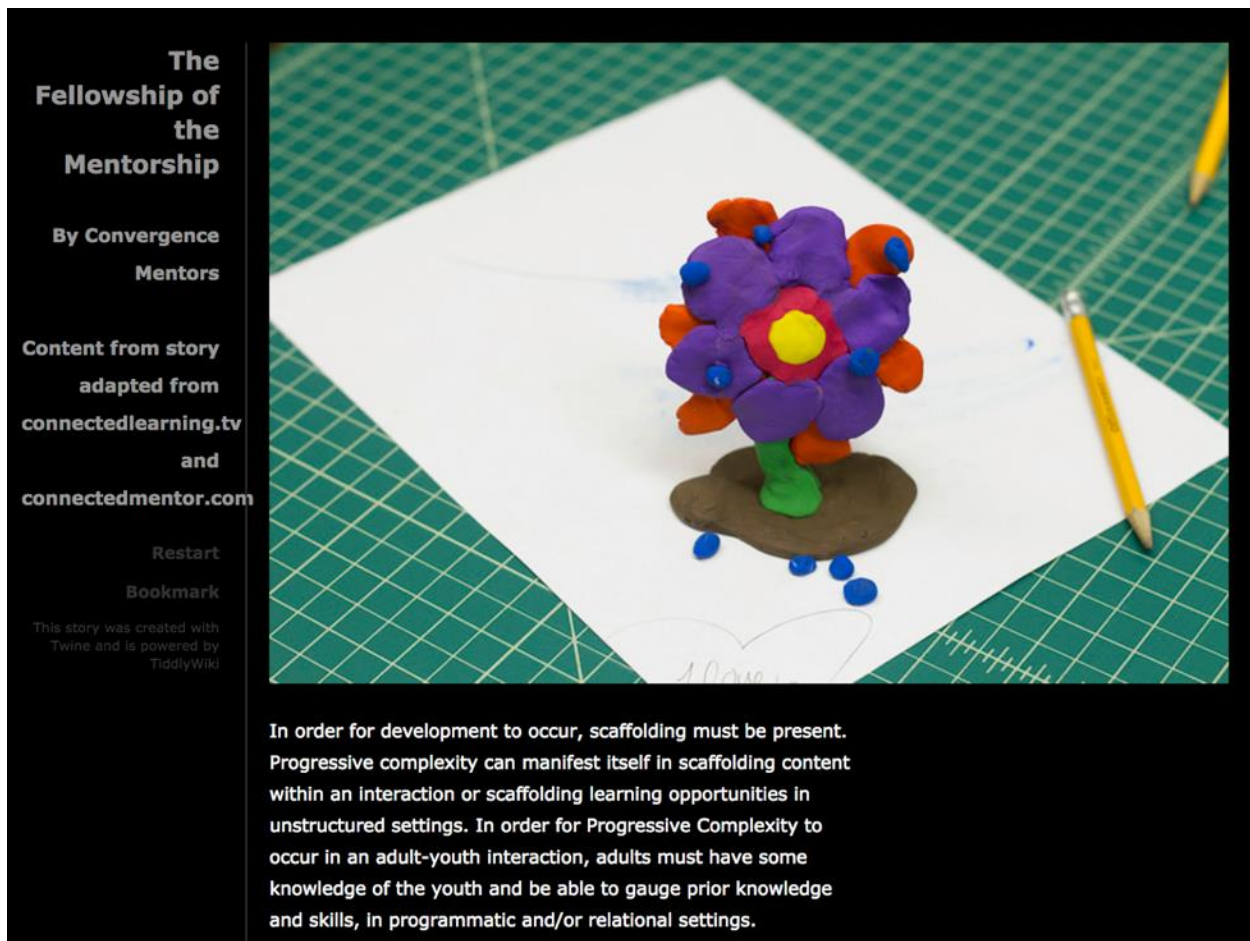 The
Fellowship of
the
Mentorship
By Convergence
Mentors
Content from story
adapted from
connectedlearning.tv
and
connectedmentor.com
Restart
Bookmark
This story was created with
Twine and is powered by
TiddlyWiki
In order for development to occur, scaffolding must be present.
Progressive complexity can manifest itself in scaffolding content
within an interaction or scaffolding learning opportunities in
unstructured settings. In order for Progressive Complexity to
occur in an adult-youth interaction, adults must have some
knowledge of the youth and be able to gauge prior knowledge
and skills, in programmatic and/or relational settings.